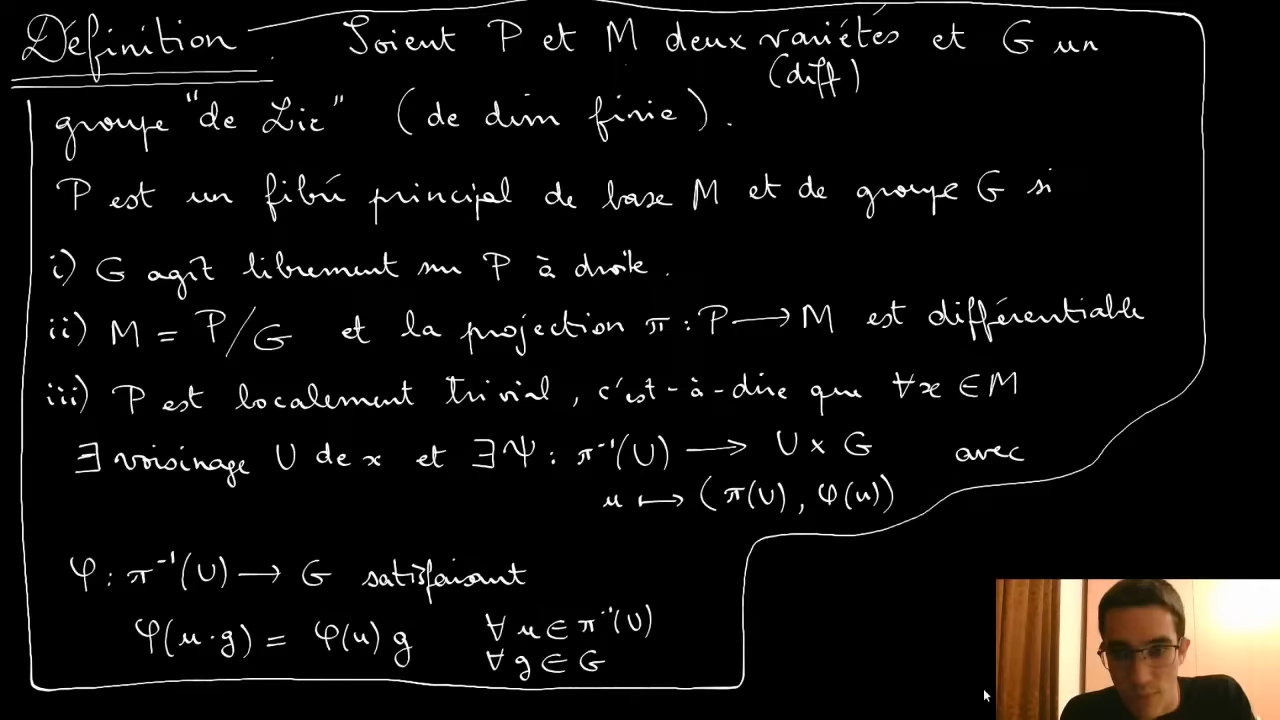 Définition. Soient P et M deux variétés et G un
(diff)
groupe "de Lie" (de dim finie).
P est un fibré principal de base M et de groupe G si
i) G agit librement sur P à droite.
ii) M = P/G et la projection π : P ⟶ M est différentiable
iii) P est localement trivial, c'est-à-dire que ∀x ∈ M
∃ voisinage U de x et ∃ Ψ : π⁻¹(U) ⟶ U × G avec
u ⟼ (π(U), φ(u))
φ : π⁻¹(U) ⟶ G satisfaisant
φ(u·g) = φ(u) g ∀ u ∈ π⁻¹(U)
∀ g ∈ G